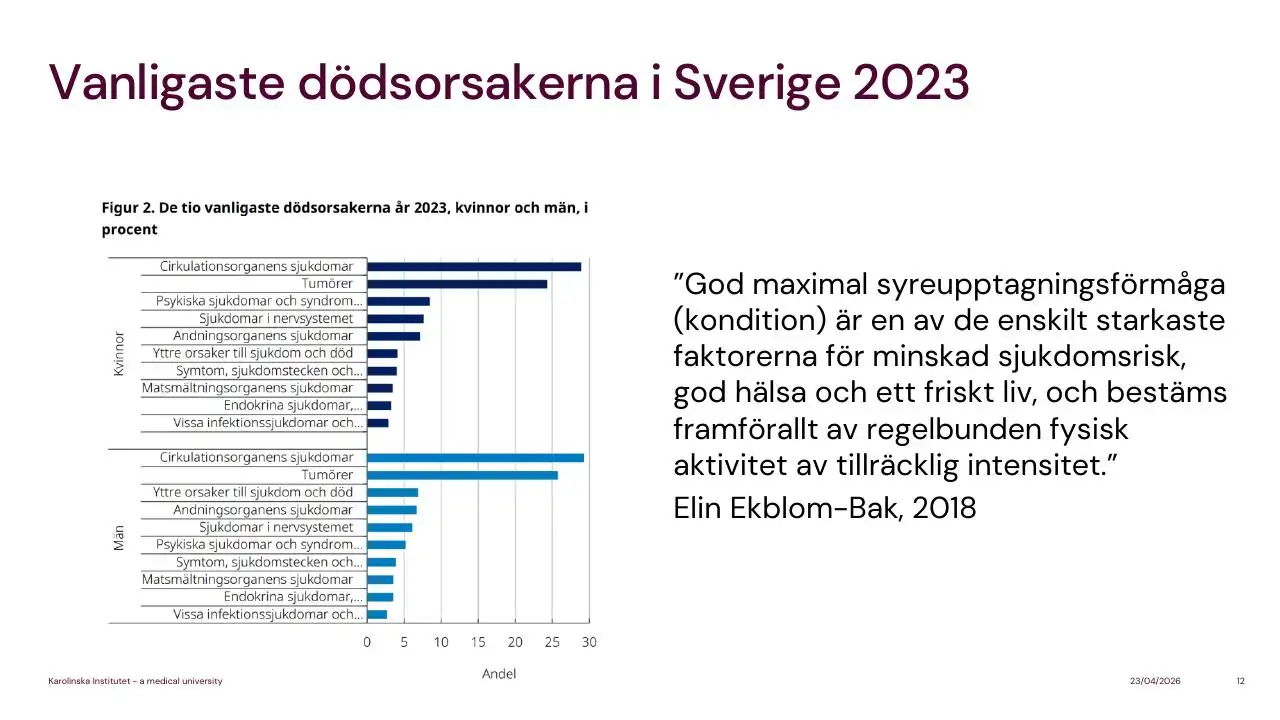 Vanligaste dödsorsakerna i Sverige 2023
Figur 2. De tio vanligaste dödsorsakerna år 2023, kvinnor och män, i
procent
Kvinnor
Cirkulationsorganens sjukdomar
Tumörer
Psykiska sjukdomar och syndrom...
Sjukdomar i nervsystemet
Andningsorganens sjukdomar
Yttre orsaker till sjukdom och död
Symtom, sjukdomstecken och...
Matsmältningsorganens sjukdomar
Endokrina sjukdomar,...
Vissa infektionssjukdomar och...
Män
Cirkulationsorganens sjukdomar
Tumörer
Yttre orsaker till sjukdom och död
Andningsorganens sjukdomar
Sjukdomar i nervsystemet
Psykiska sjukdomar och syndrom...
Symtom, sjukdomstecken och...
Matsmältningsorganens sjukdomar
Endokrina sjukdomar,...
Vissa infektionssjukdomar och...
0 5 10 15 20 25 30
Andel
”God maximal syreupptagningsförmåga
(kondition) är en av de enskilt starkaste
faktorerna för minskad sjukdomsrisk,
god hälsa och ett friskt liv, och bestäms
framförallt av regelbunden fysisk
aktivitet av tillräcklig intensitet.”
Elin Ekblom-Bak, 2018
Karolinska Institutet - a medical university
23/04/2026
12